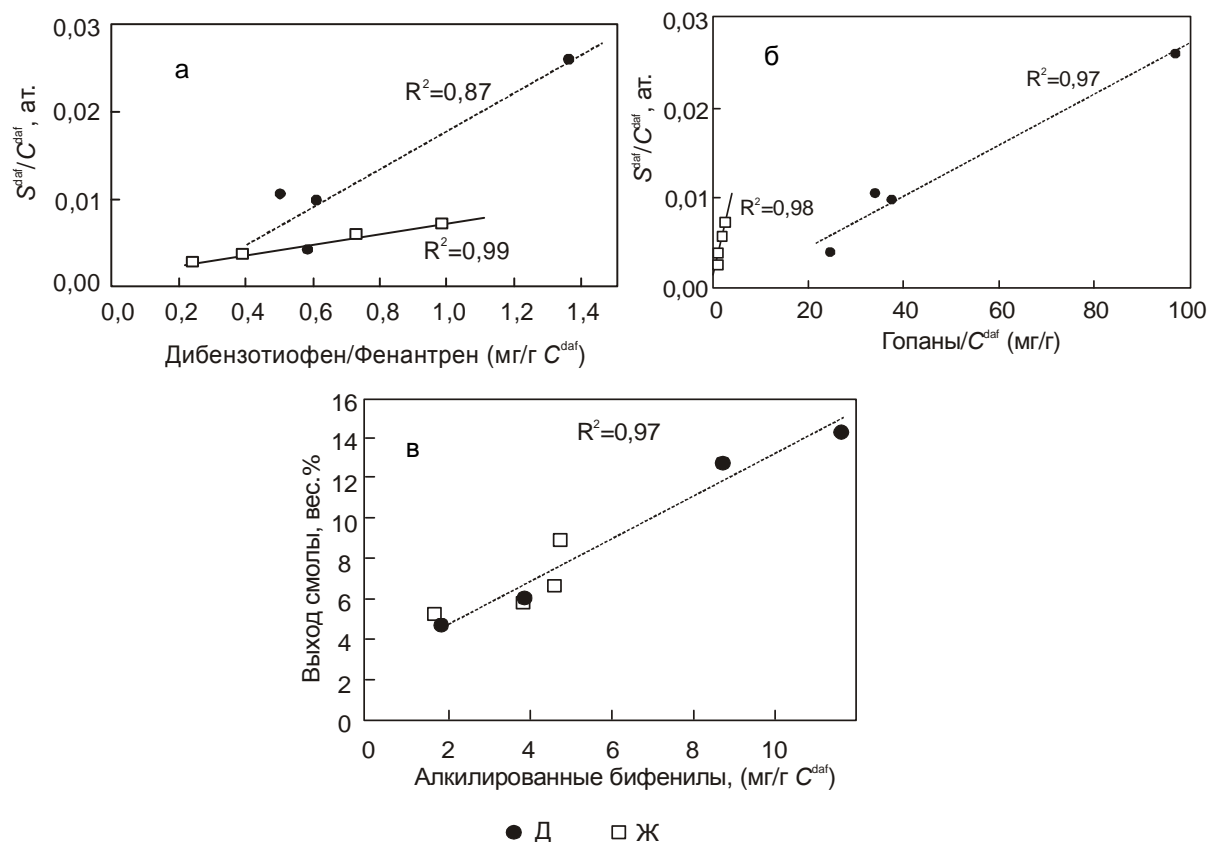 0,03
0,02
0,01
0,00
S^daf/C^daf, ат.
а
R²=0,87
R²=0,99
0,0 0,2 0,4 0,6 0,8 1,0 1,2 1,4
Дибензотиофен/Фенантрен (мг/г C^daf)
0,03
0,02
0,01
0,00
S^daf/C^daf, ат.
б
R²=0,97
R²=0,98
0 20 40 60 80 100
Гопаны/C^daf (мг/г)
16
14
12
10
8
6
4
2
0
Выход смолы, вес.%
в
R²=0,97
0 2 4 6 8 10
Алкилированные бифенилы, (мг/г C^daf)
Д Ж